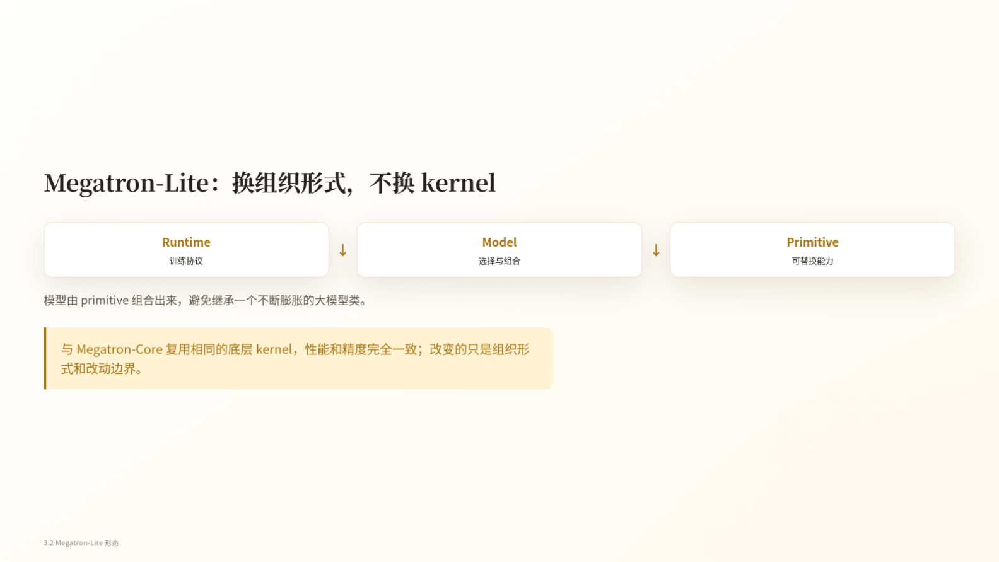 Megatron-Lite：换组织形式，不换 kernel
Runtime
训练协议
↓
Model
选择与组合
↓
Primitive
可替换能力
模型由 primitive 组合出来，避免继承一个不断膨胀的大模型类。
与 Megatron-Core 复用相同的底层 kernel，性能和精度完全一致；改变的只是组织形
式和改动边界。
3.2 Megatron-Lite 形态